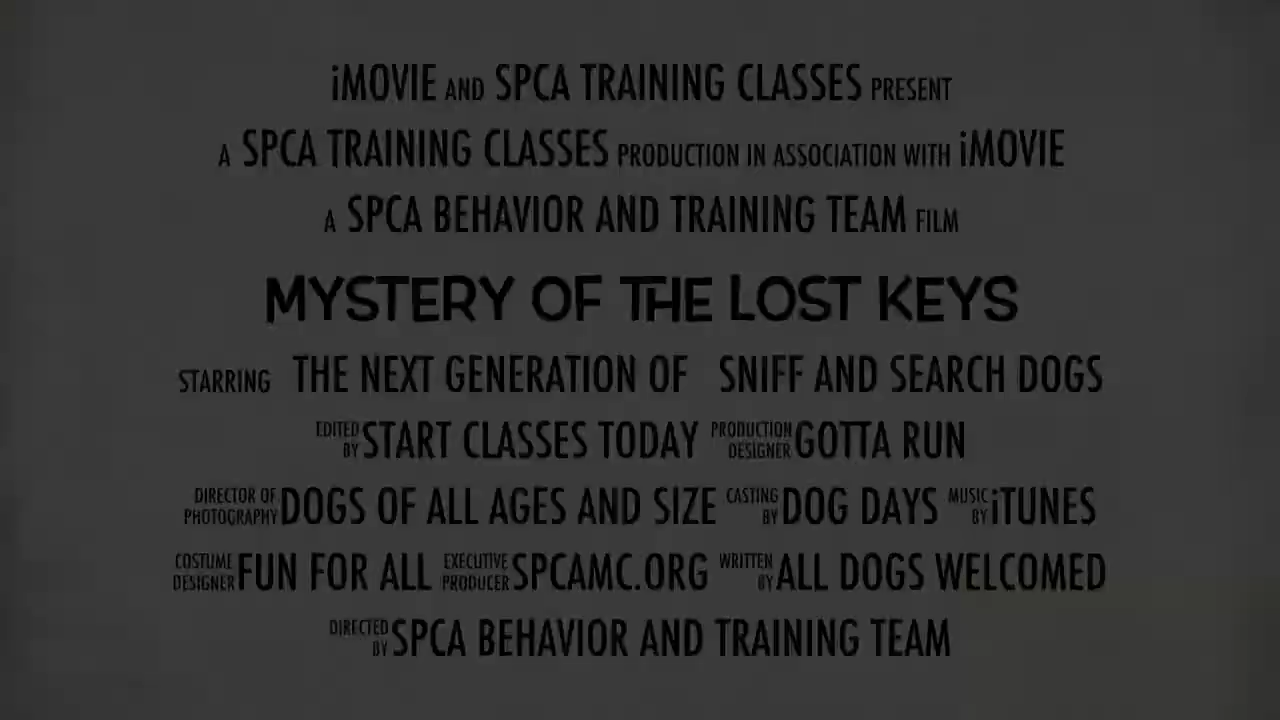 iMOVIE AND SPCA TRAINING CLASSES PRESENT
A SPCA TRAINING CLASSES PRODUCTION IN ASSOCIATION WITH iMOVIE
A SPCA BEHAVIOR AND TRAINING TEAM FILM
MYSTERY OF THE LOST KEYS
STARRING THE NEXT GENERATION OF SNIFF AND SEARCH DOGS
EDITED BY START CLASSES TODAY PRODUCTION DESIGNER GOTTA RUN
DIRECTOR OF PHOTOGRAPHY DOGS OF ALL AGES AND SIZE CASTING BY DOG DAYS MUSIC BY iTUNES
COSTUME DESIGNER FUN FOR ALL EXECUTIVE PRODUCER SPCAMC.ORG WRITTEN BY ALL DOGS WELCOMED
DIRECTED BY SPCA BEHAVIOR AND TRAINING TEAM